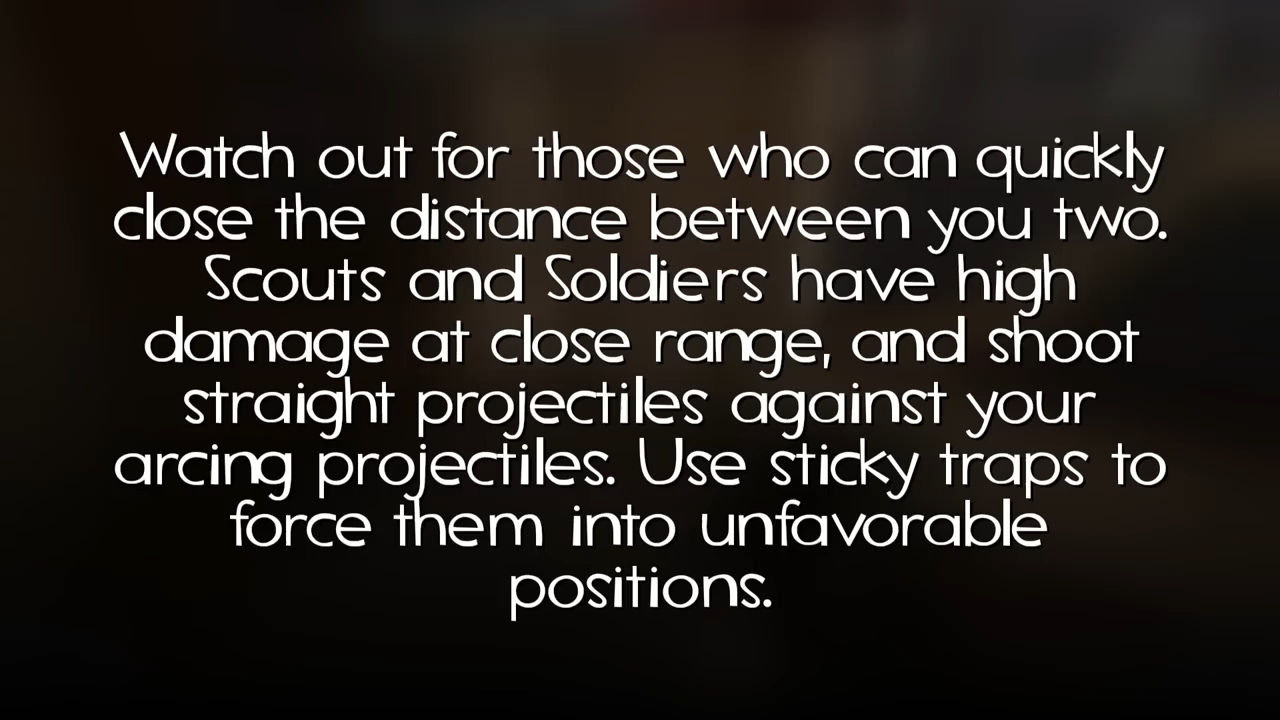 Watch out for those who can quickly
close the distance between you two.
Scouts and Soldiers have high
damage at close range, and shoot
straight projectiles against your
arcing projectiles. Use sticky traps to
force them into unfavorable
positions.